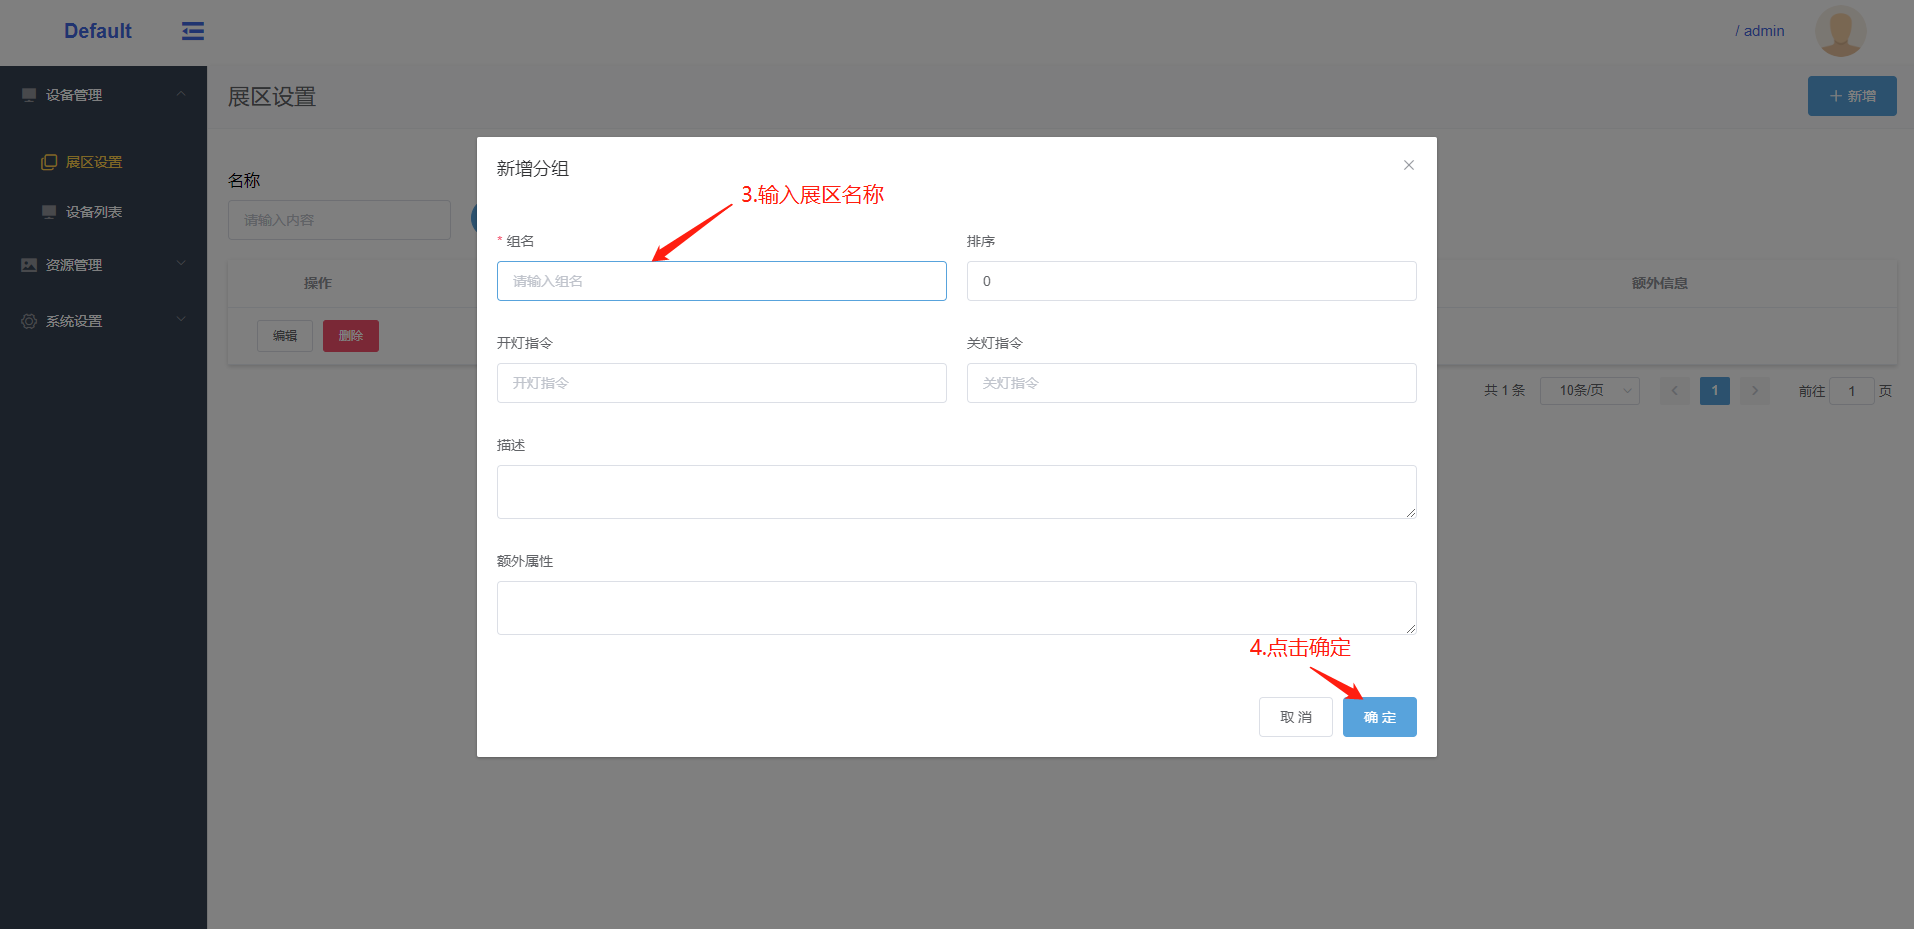 Default
/ admin
设备管理
展区设置
设备列表
资源管理
系统设置
展区设置
新增
名称
请输入内容
操作
额外信息
编辑
删除
共 1 条
10条/页
1
前往
1
页
新增分组
3.输入展区名称
* 组名
排序
请输入组名
0
开灯指令
关灯指令
开灯指令
关灯指令
描述
额外属性
4.点击确定
取 消
确 定